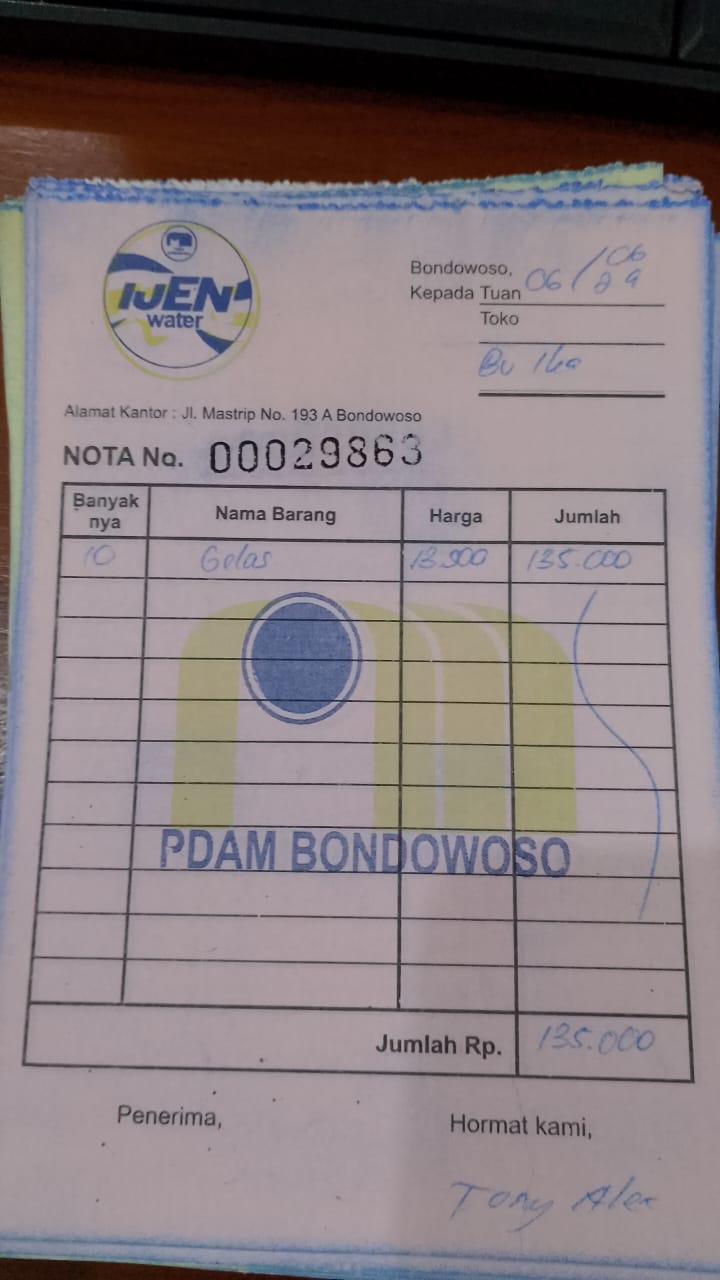 IJEN
water
Bondowoso, 06/06
Kepada Tuan
Toko
Bu Ika
Alamat Kantor : Jl. Mastrip No. 193 A Bondowoso
NOTA No. 00029863
Banyak nya Nama Barang Harga Jumlah
10 Gelas 13.500 135.000
PDAM BONDOWOSO
Jumlah Rp. 135.000
Penerima, Hormat kami,
Tony Alex